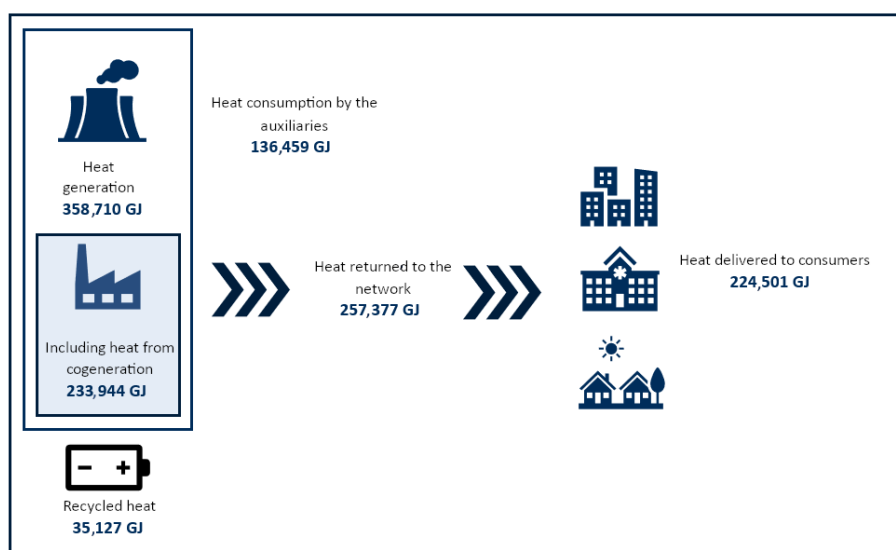 Heat consumption by the
auxiliaries
136,459 GJ
Heat
generation
358,710 GJ
Heat returned to the
network
257,377 GJ
Heat delivered to consumers
224,501 GJ
Including heat from
cogeneration
233,944 GJ
Recycled heat
35,127 GJ